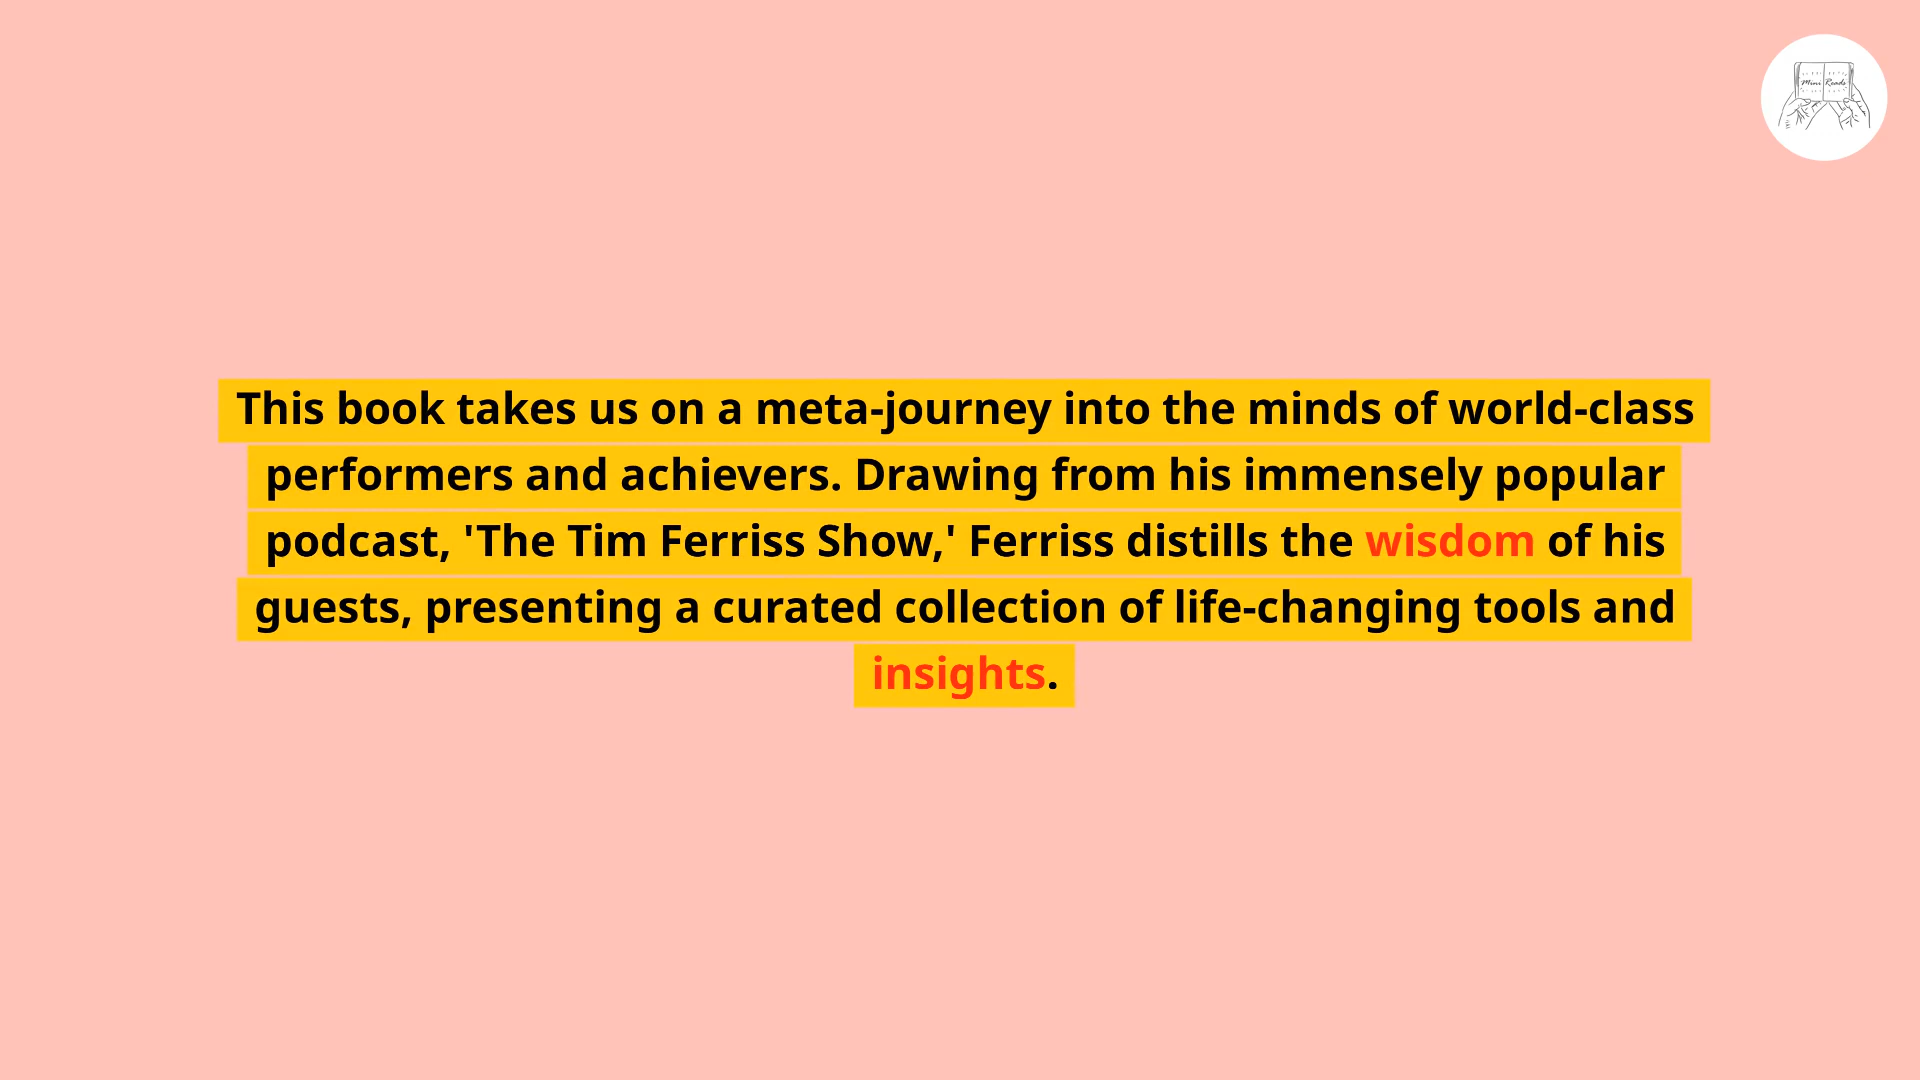 Mini Reads
This book takes us on a meta-journey into the minds of world-class
performers and achievers. Drawing from his immensely popular
podcast, 'The Tim Ferriss Show,' Ferriss distills the wisdom of his
guests, presenting a curated collection of life-changing tools and
insights.